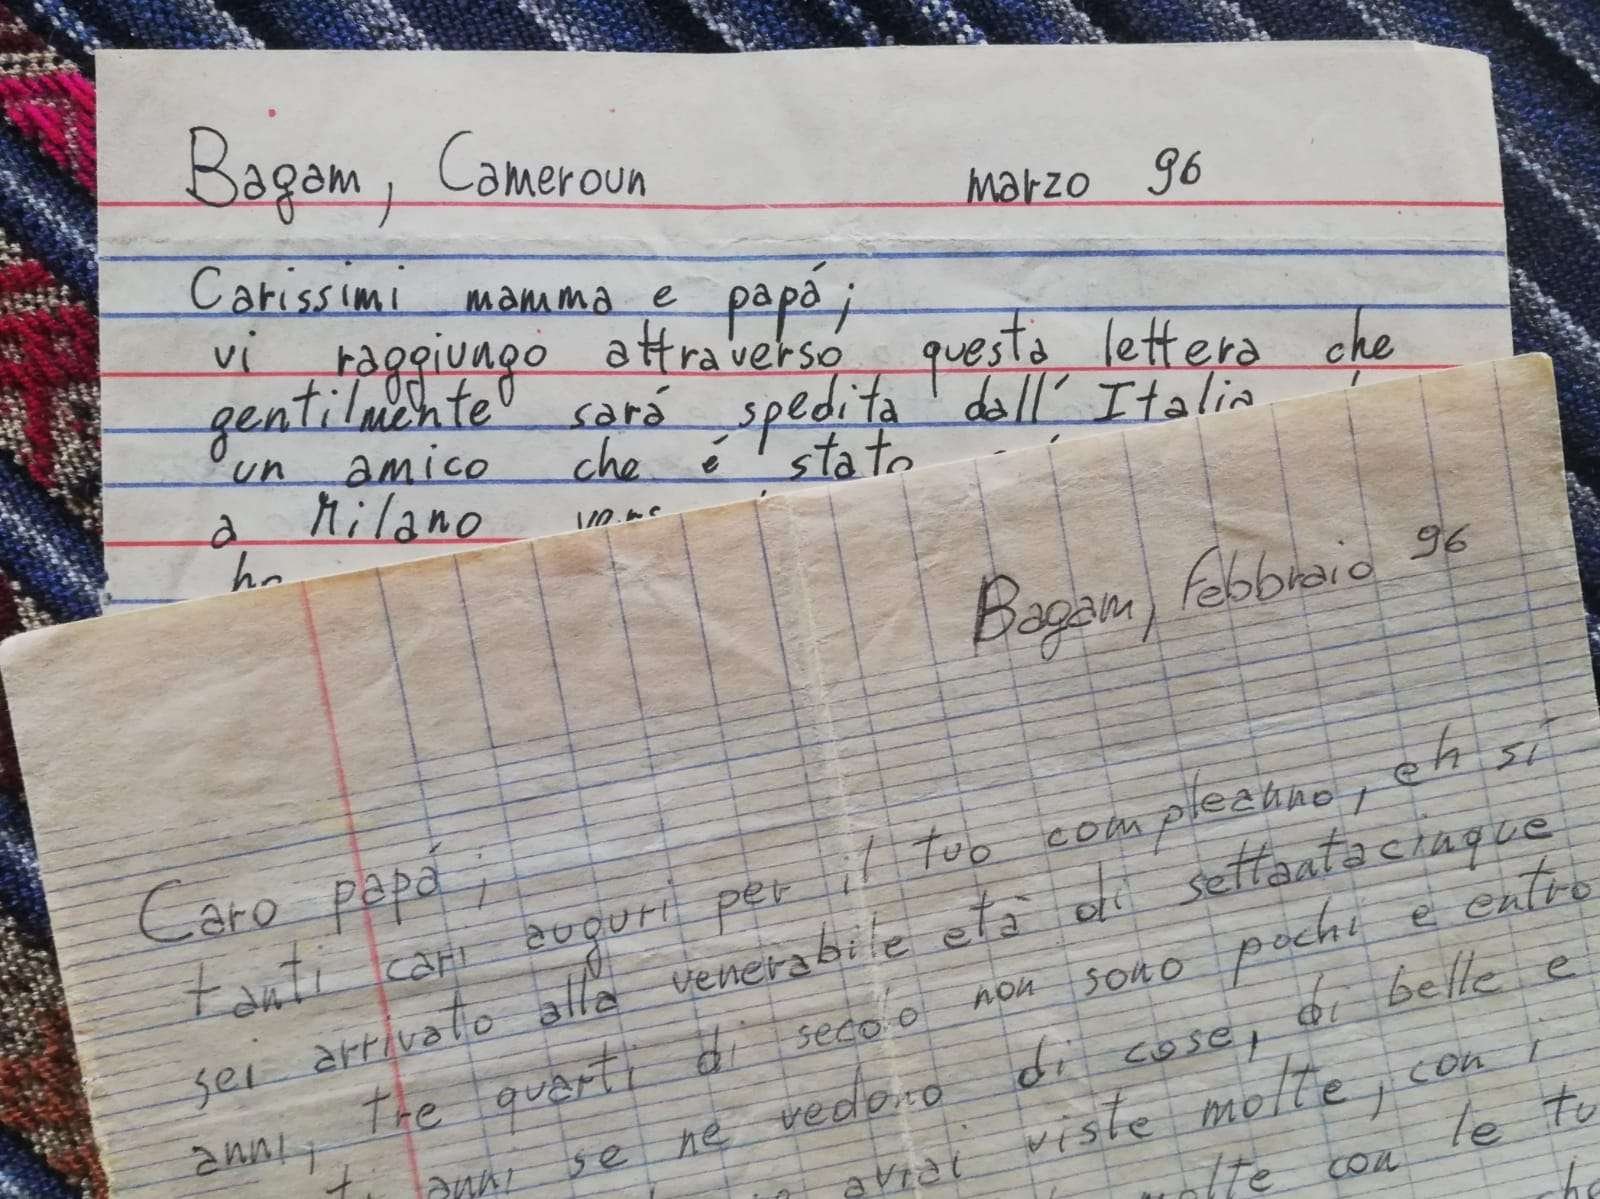 Bagam, Cameroun marzo 96
Carissimi mamma e papá;
vi raggiungo attraverso questa lettera che
gentilmente sará spedita dall' Italia
un amico che é stato
a Milano
Bagam, febbraio 96
Caro papá;
tanti cari auguri per il tuo compleanno, eh sí
sei arrivato alla venerabile etá di settantacinque
anni, tre quarti di secolo non sono pochi e entro
anni se ne vedono di cose, di belle e
avrai viste molte, con i
molte con le tu